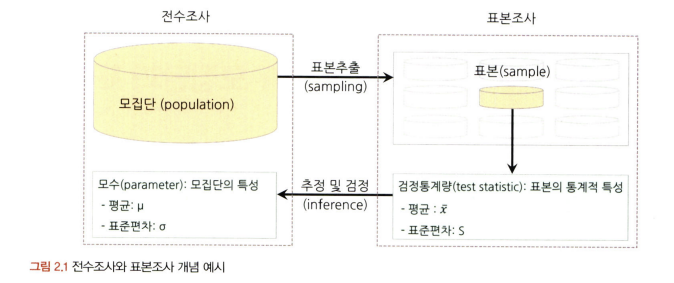 전수조사
표본조사
모집단 (population)
표본추출
(sampling)
표본(sample)
모수(parameter): 모집단의 특성
- 평균: μ
- 표준편차: σ
추정 및 검정
(inference)
검정통계량(test statistic): 표본의 통계적 특성
- 평균 : x̄
- 표준편차: S
그림 2.1 전수조사와 표본조사 개념 예시